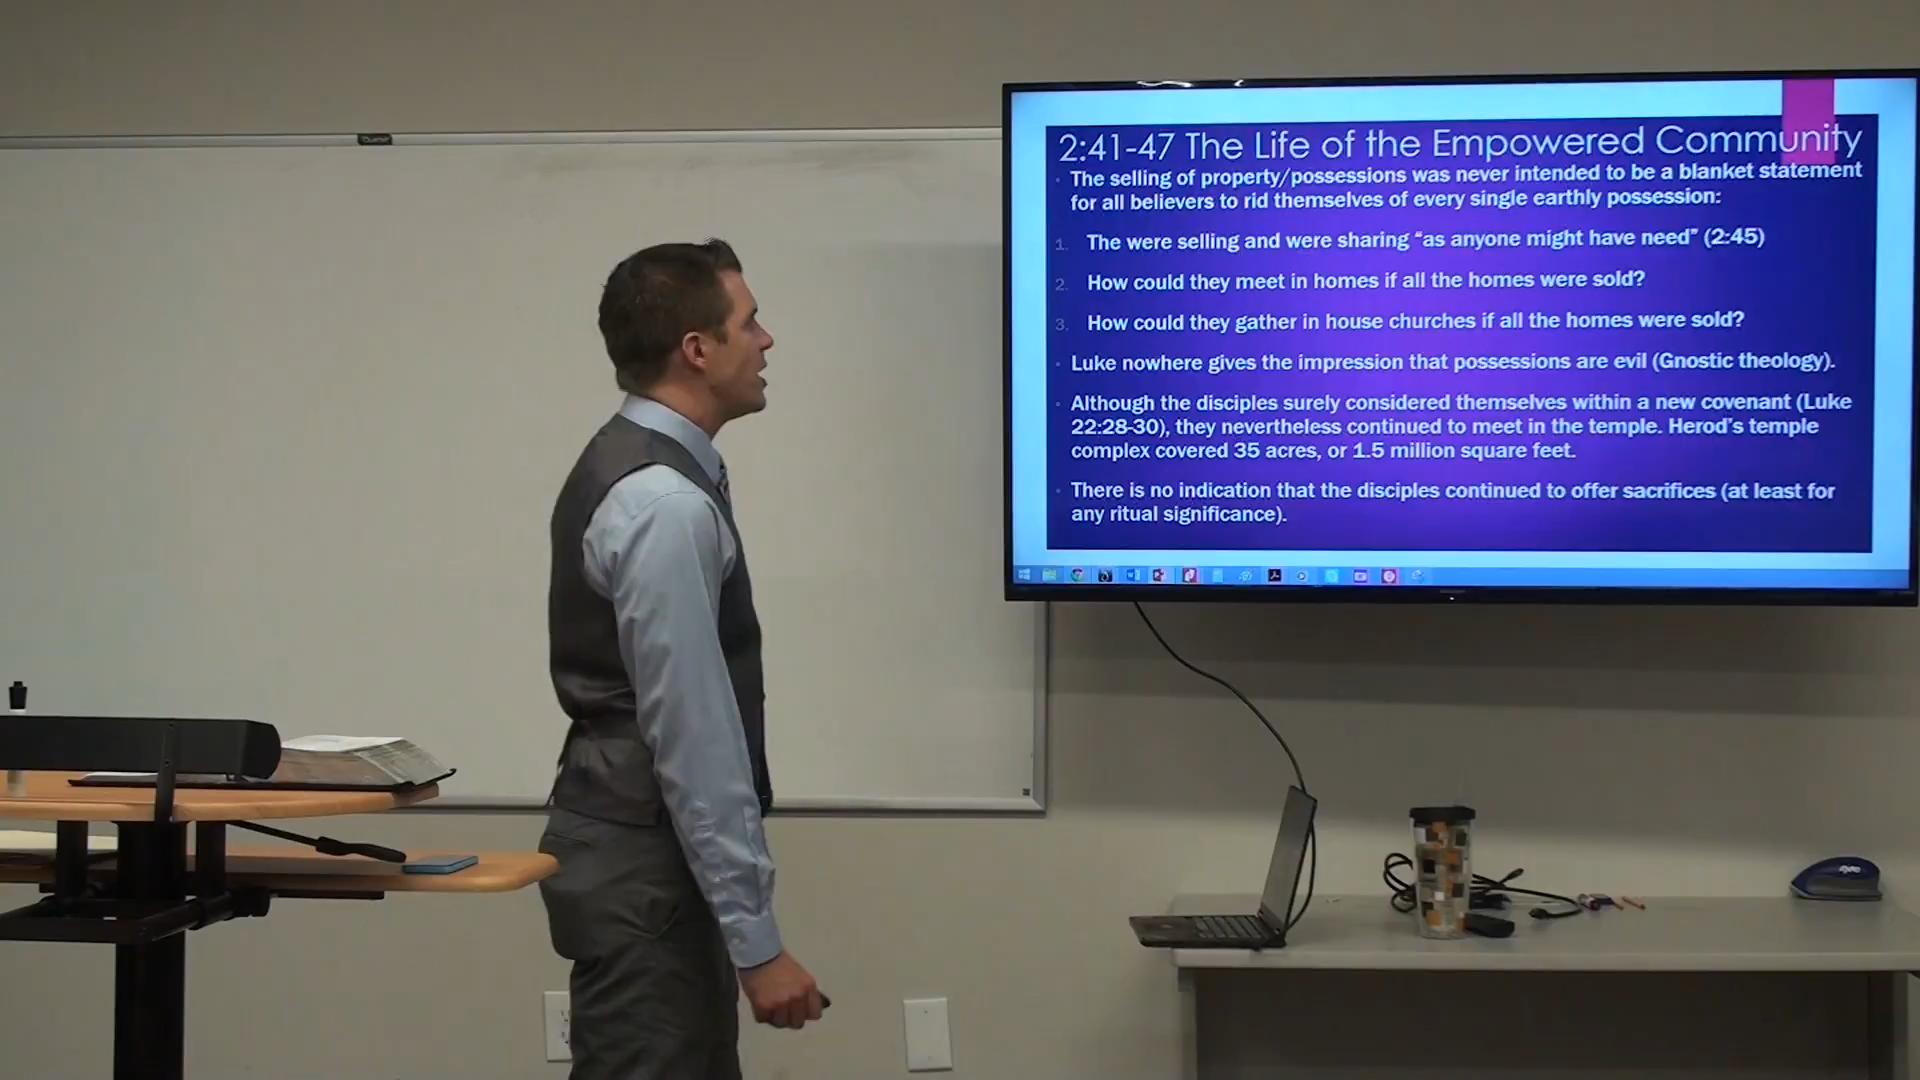 2:41-47 The Life of the Empowered Community
The selling of property/possessions was never intended to be a blanket statement
for all believers to rid themselves of every single earthly possession:
1. The were selling and were sharing “as anyone might have need” (2:45)
2. How could they meet in homes if all the homes were sold?
3. How could they gather in house churches if all the homes were sold?
Luke nowhere gives the impression that possessions are evil (Gnostic theology).
Although the disciples surely considered themselves within a new covenant (Luke
22:28-30), they nevertheless continued to meet in the temple. Herod’s temple
complex covered 35 acres, or 1.5 million square feet.
There is no indication that the disciples continued to offer sacrifices (at least for
any ritual significance).